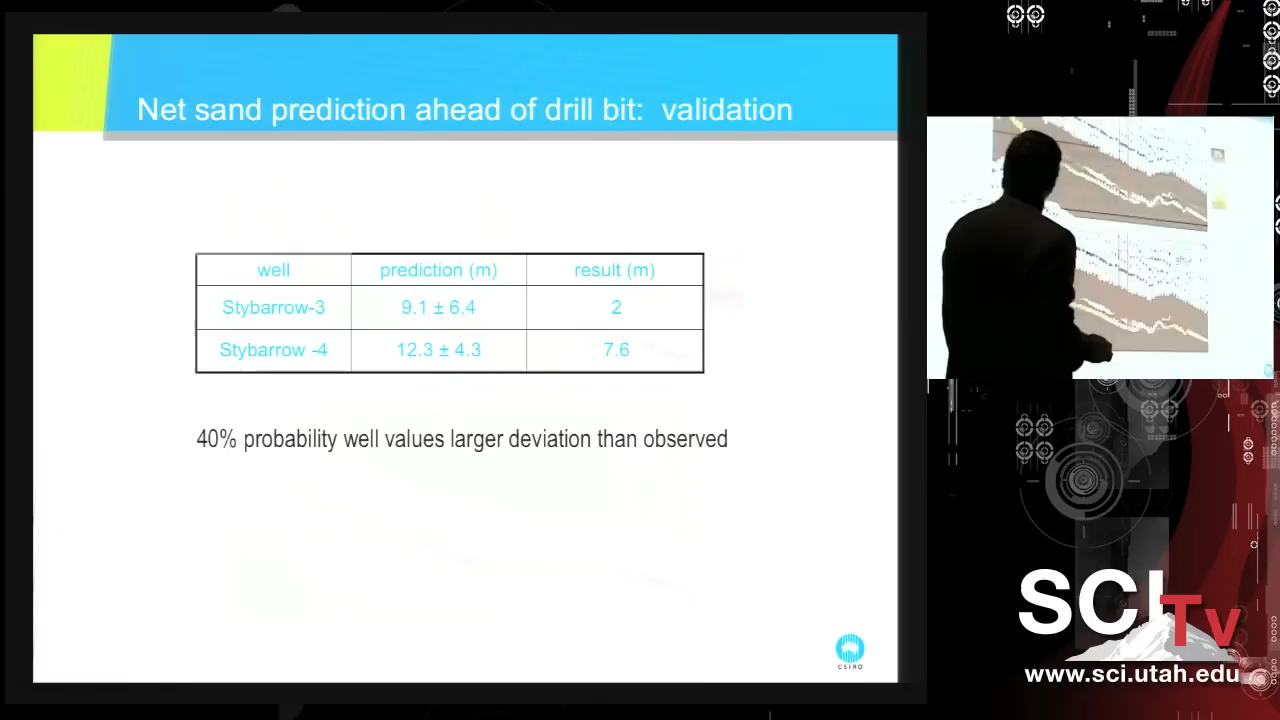 Net sand prediction ahead of drill bit: validation
well prediction (m) result (m)
Stybarrow-3 9.1 ± 6.4 2
Stybarrow -4 12.3 ± 4.3 7.6
40% probability well values larger deviation than observed
CSIRO
SCI
Tv
www.sci.utah.edu